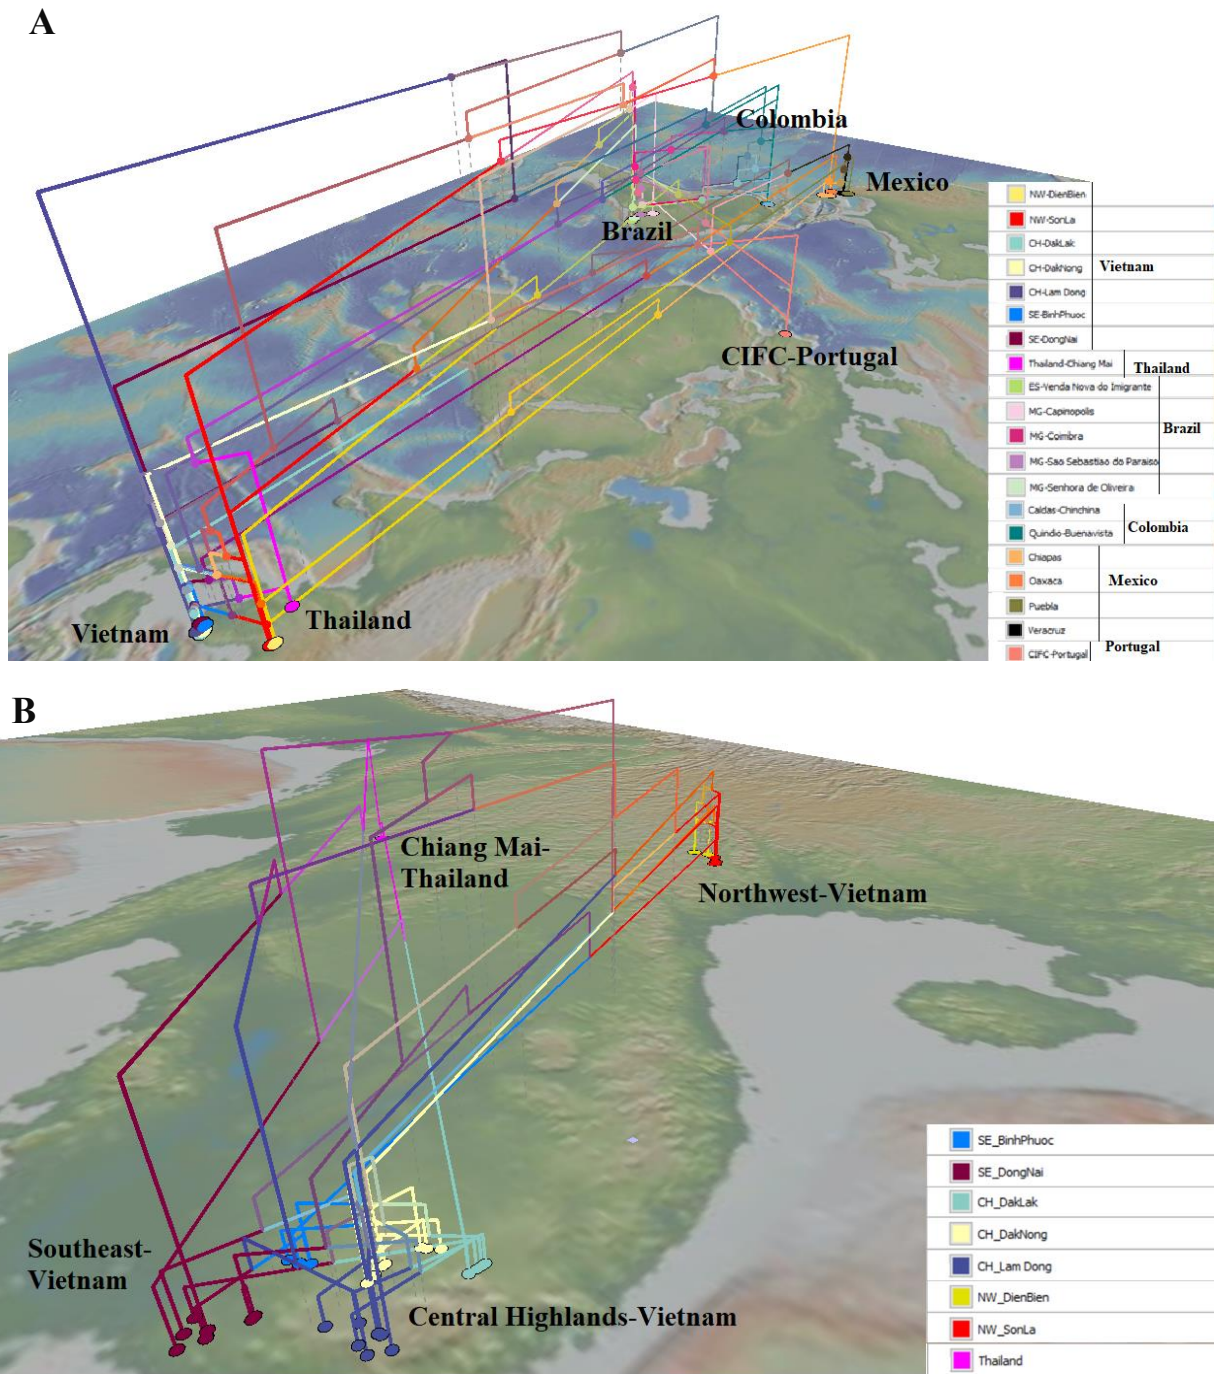 A
Colombia
Mexico
Brazil
CIFC-Portugal
Thailand
Vietnam
NW-DienBien
NW-SonLa
CH-DakLak
CH-DakNong
Vietnam
CH-Lam Dong
SE-BinhPhuoc
SE-DongNai
Thailand-Chiang Mai
Thailand
ES-Venda Nova do Imigrante
MG-Capinopolis
Brazil
MG-Coimbra
MG-Sao Sebastiao do Paraiso
MG-Senhora de Oliveira
Caldas-Chinchina
Colombia
Quindio-Buenavista
Chiapas
Oaxaca
Mexico
Puebla
Veracruz
Portugal
CIFC-Portugal
B
Chiang Mai-
Thailand
Northwest-Vietnam
Southeast-
Vietnam
Central Highlands-Vietnam
SE_BinhPhuoc
SE_DongNai
CH_DakLak
CH_DakNong
CH_Lam Dong
NW_DienBien
NW_SonLa
Thailand